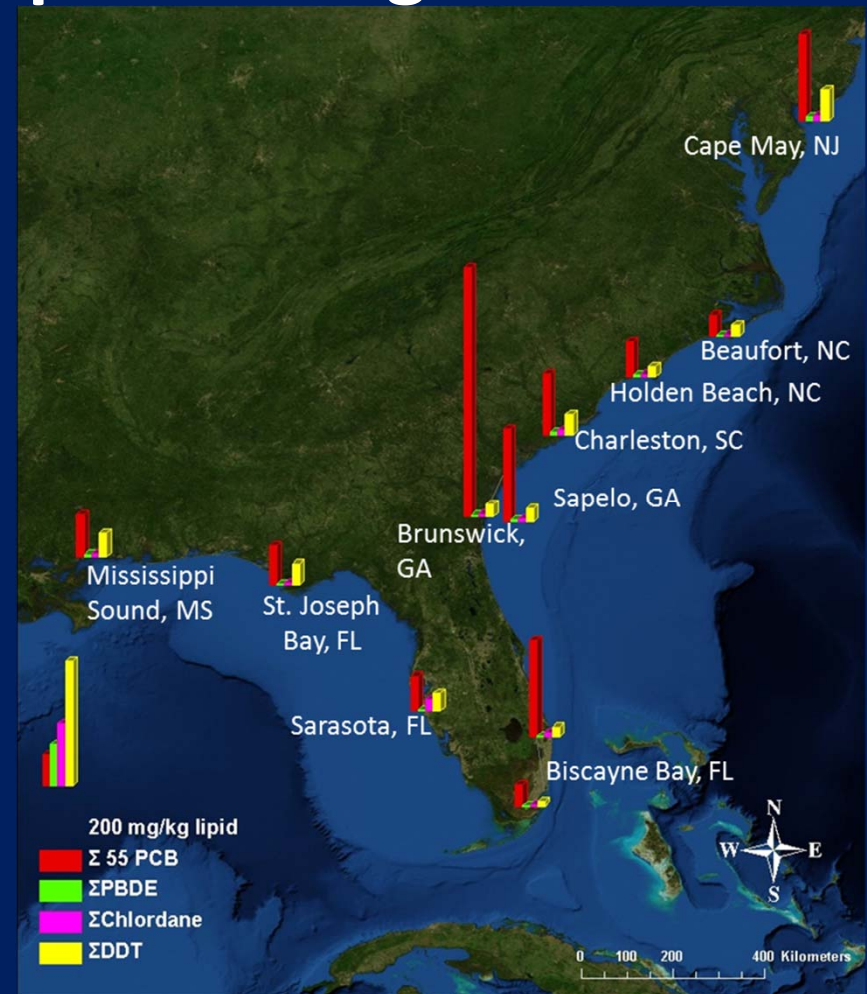 Cape May, NJ
Beaufort, NC
Holden Beach, NC
Charleston, SC
Sapelo, GA
Brunswick,
GA
Mississippi
Sound, MS
St. Joseph
Bay, FL
Sarasota, FL
Biscayne Bay, FL
200 mg/kg lipid
Σ 55 PCB
ΣPBDE
ΣChlordane
ΣDDT
N
W E
S
0 100 200 400 Kilometers